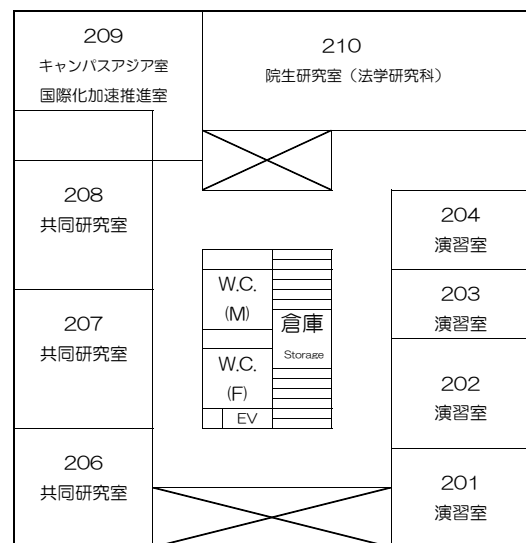 209
キャンパスアジア室
国際化加速推進室
210
院生研究室（法学研究科）
208
共同研究室
204
演習室
W.C.
(M)
倉庫
Storage
203
演習室
207
共同研究室
W.C.
(F)
EV
202
演習室
206
共同研究室
201
演習室